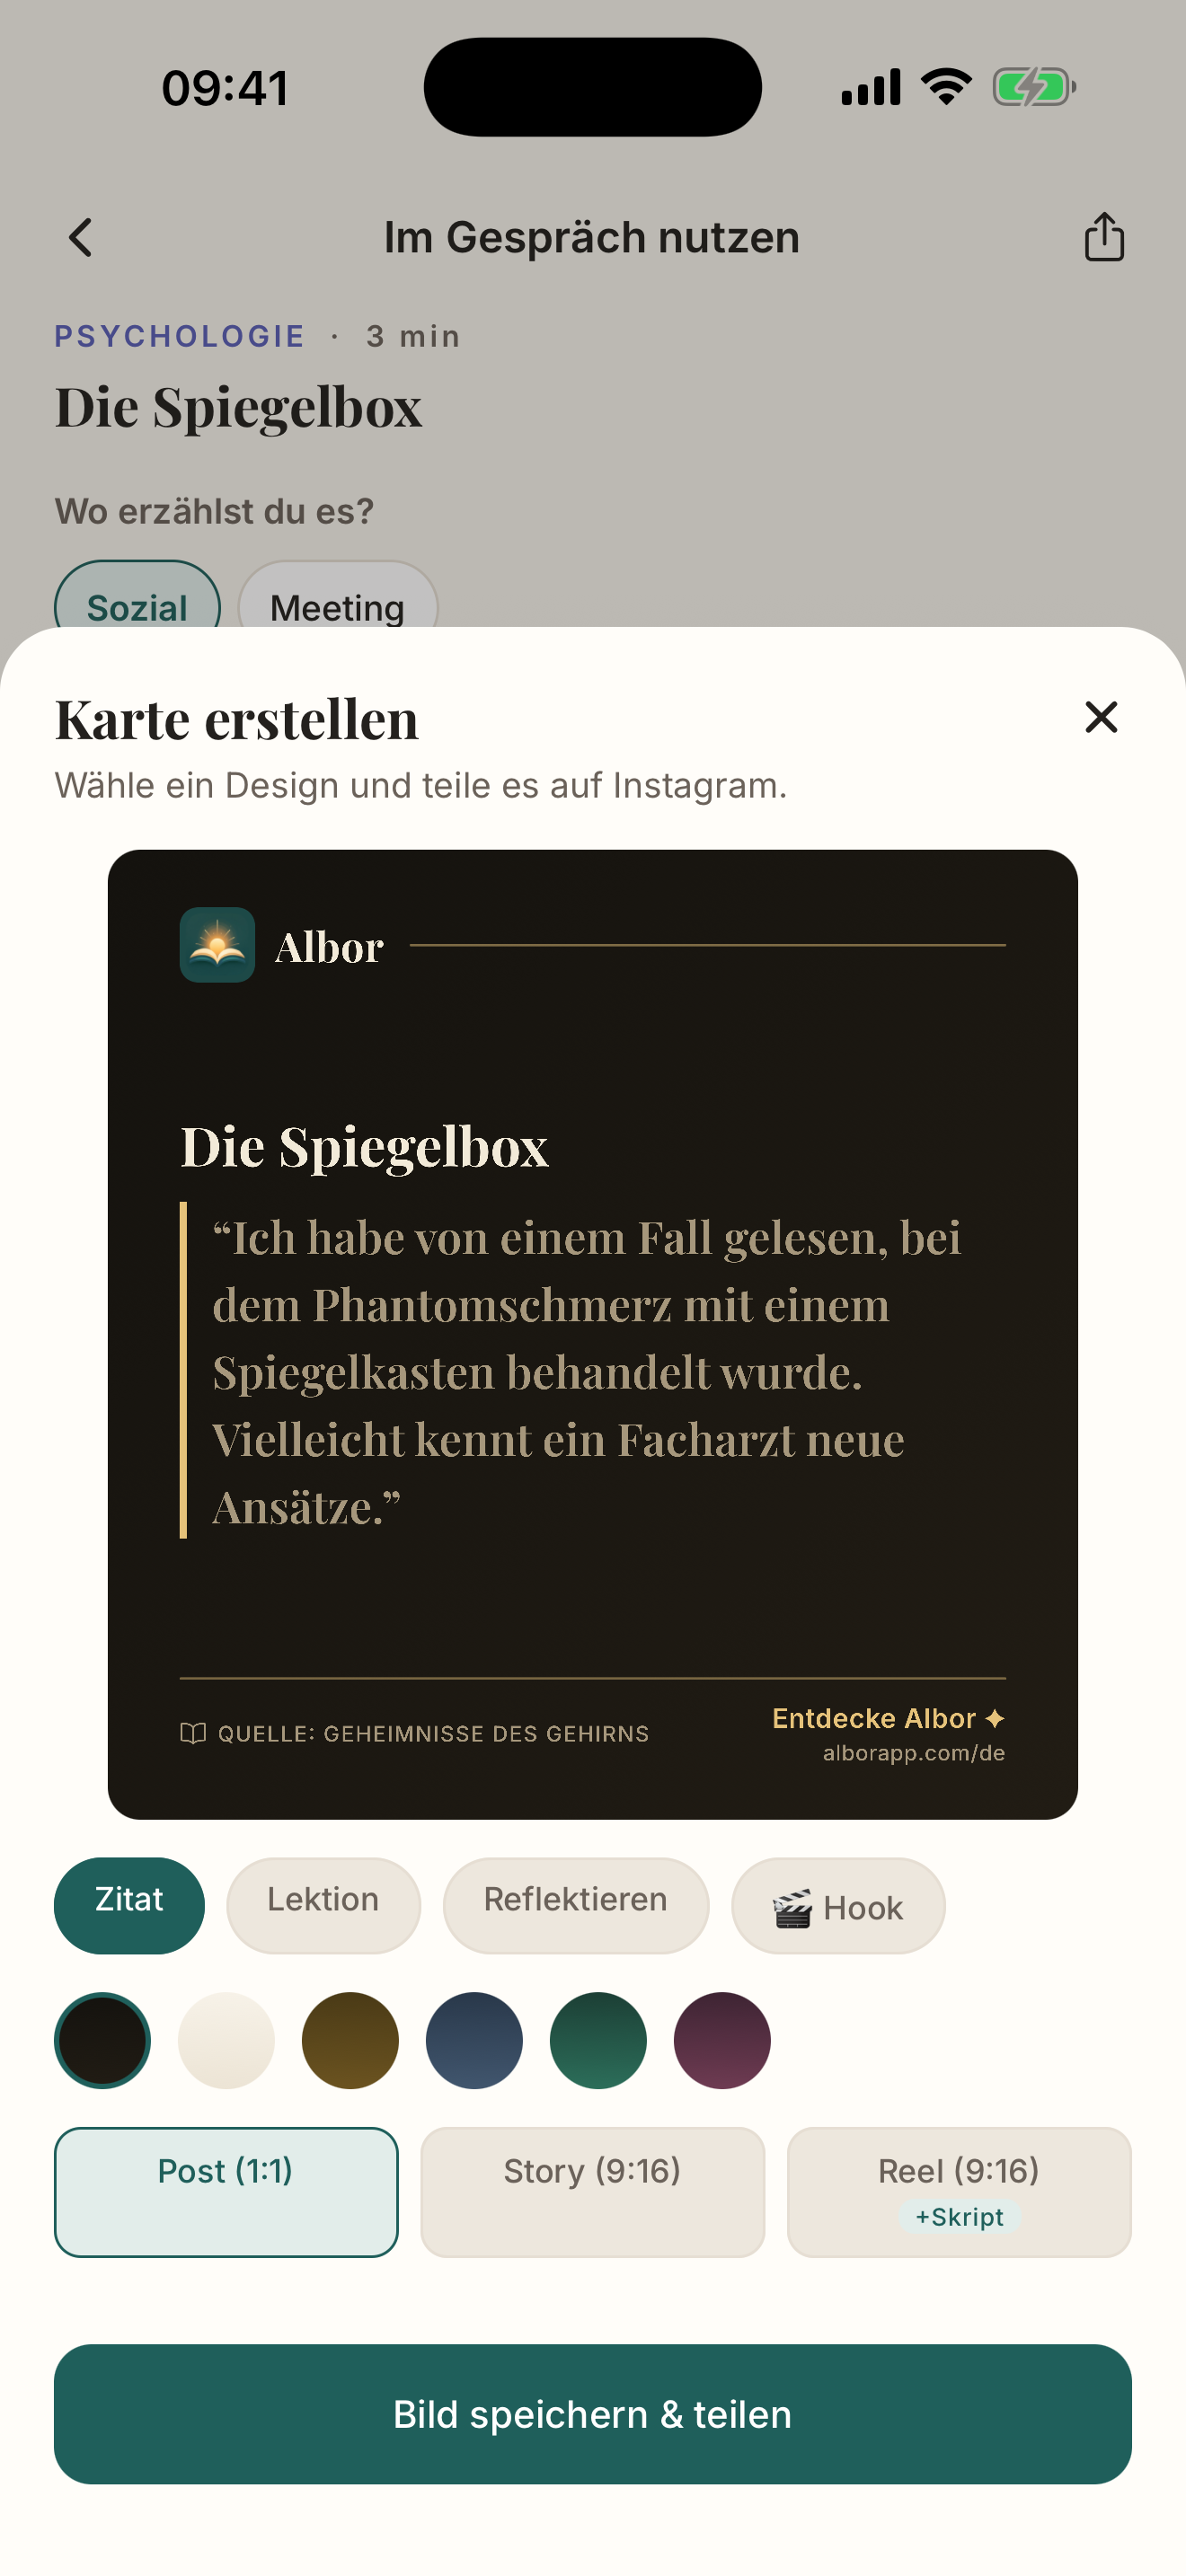 09:41
Im Gespräch nutzen
PSYCHOLOGIE · 3 min
Die Spiegelbox
Wo erzählst du es?
Sozial Meeting
Karte erstellen
Wähle ein Design und teile es auf Instagram.
Albor
Die Spiegelbox
“Ich habe von einem Fall gelesen, bei
dem Phantomschmerz mit einem
Spiegelkasten behandelt wurde.
Vielleicht kennt ein Facharzt neue
Ansätze.”
QUELLE: GEHEIMNISSE DES GEHIRNS
Entdecke Albor ✦
alborapp.com/de
Zitat Lektion Reflektieren 🎬 Hook
Post (1:1) Story (9:16) Reel (9:16)
+Skript
Bild speichern & teilen